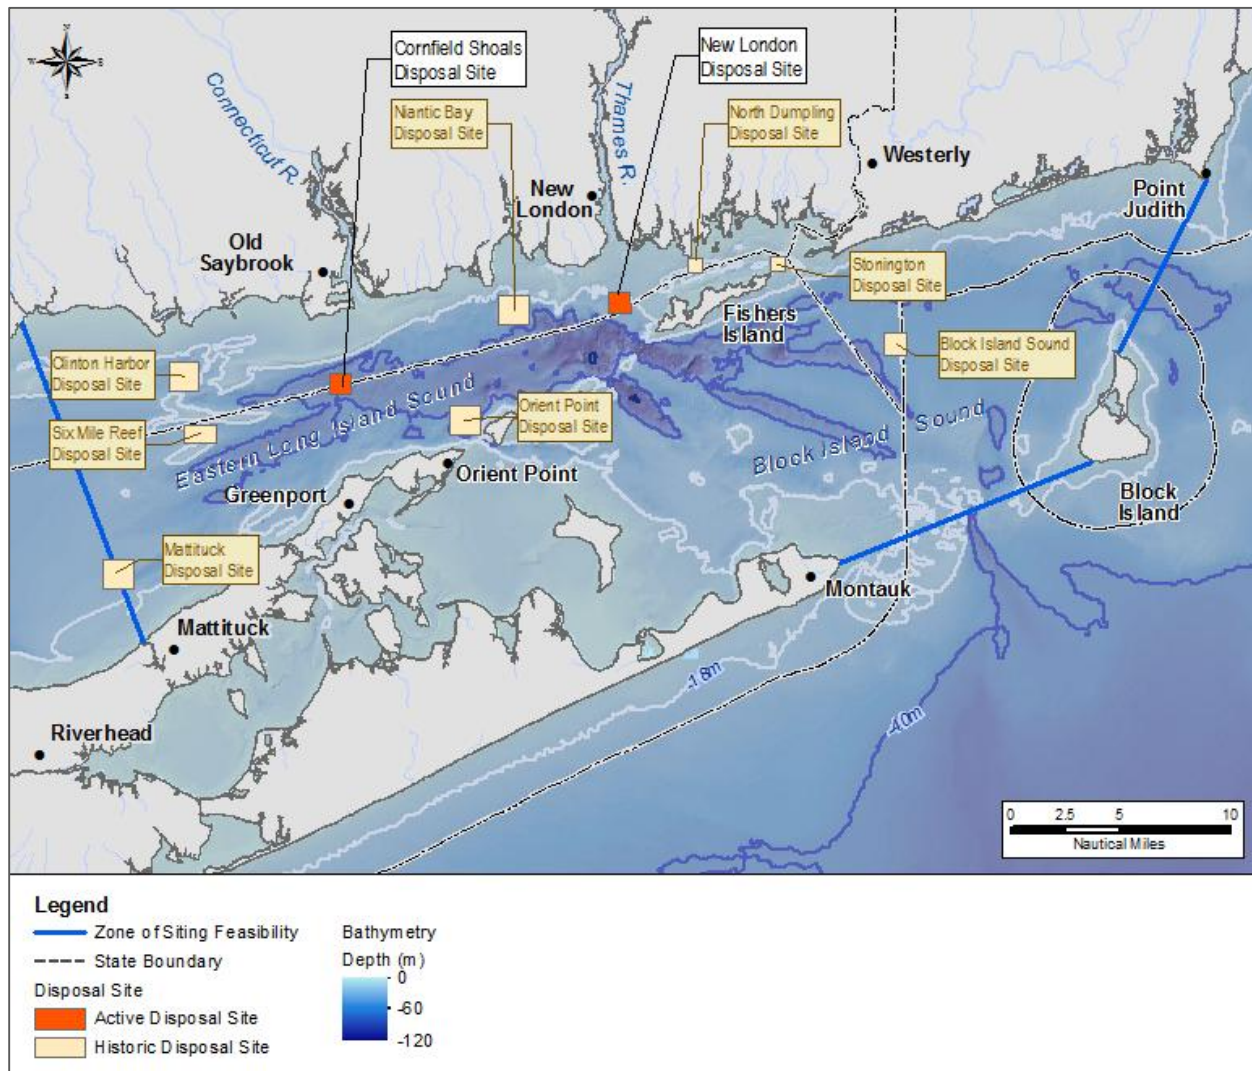 N
W
E
S
Cornfield Shoals
Disposal Site
New London
Disposal Site
Connecticut R.
Niantic Bay
Disposal Site
Thames R.
North Dumpling
Disposal Site
Westerly
New
London
Point
Judith
Old
Saybrook
Stonington
Disposal Site
Fishers
Island
Block Island Sound
Disposal Site
Clinton Harbor
Disposal Site
Six Mile Reef
Disposal Site
Eastern Long Island Sound
Orient Point
Disposal Site
Block Island Sound
Orient Point
Greenport
Block
Island
Mattituck
Disposal Site
Montauk
Mattituck
-18m
-40m
Riverhead
0 2.5 5 10
Nautical Miles
Legend
Zone of Siting Feasibility
State Boundary
Disposal Site
Active Disposal Site
Historic Disposal Site
Bathymetry
Depth (m)
0
-60
-120